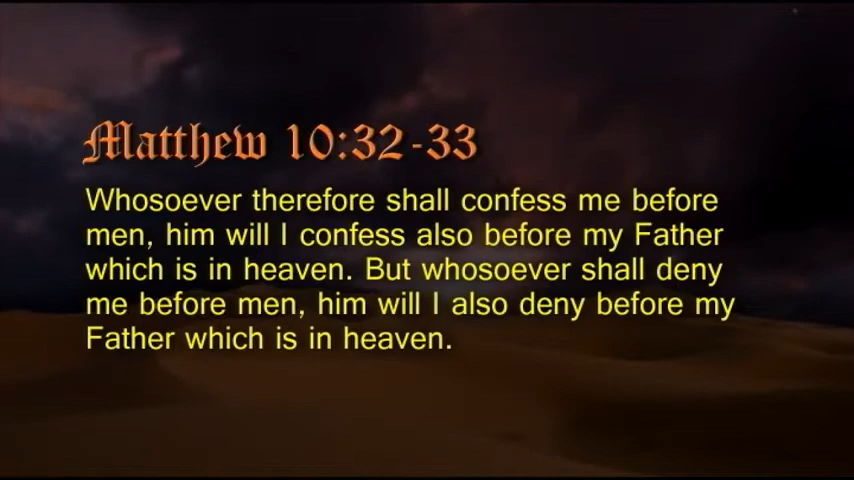 Matthew 10:32-33
Whosoever therefore shall confess me before
men, him will I confess also before my Father
which is in heaven. But whosoever shall deny
me before men, him will I also deny before my
Father which is in heaven.